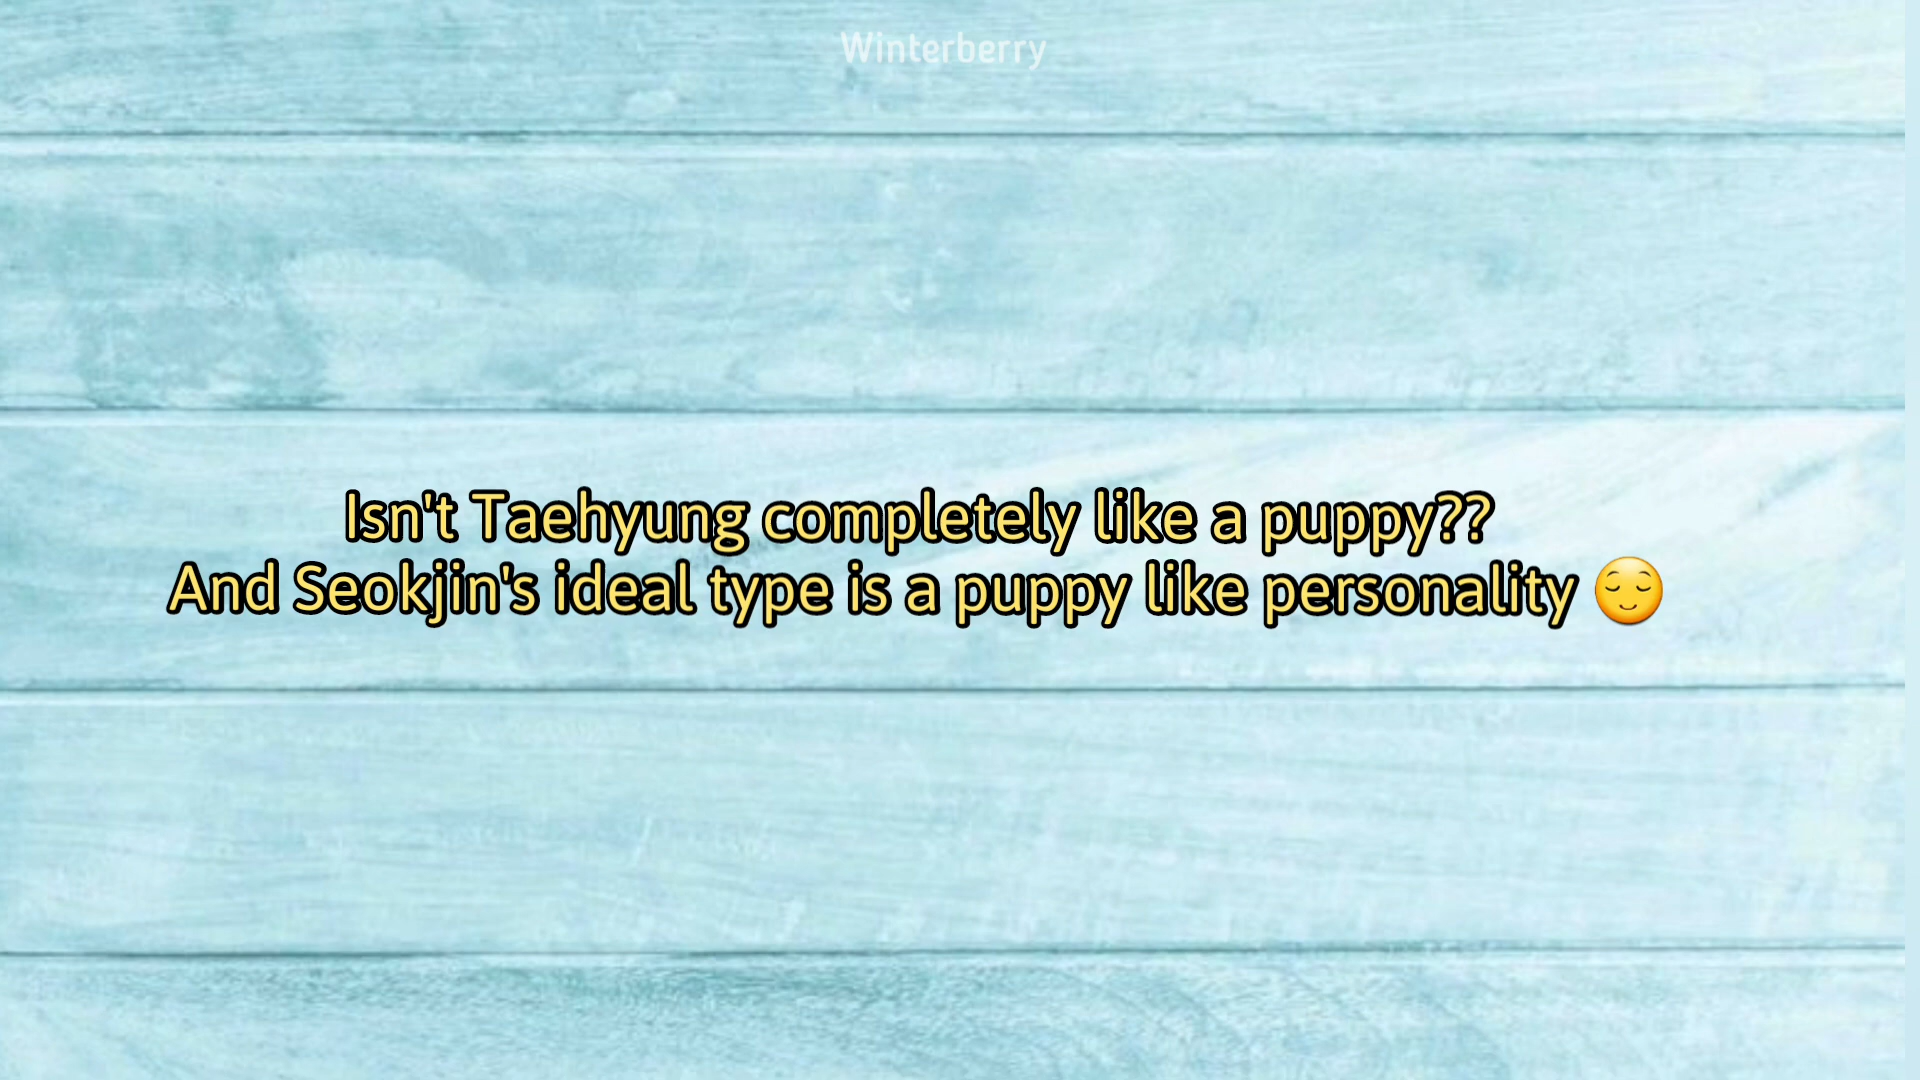 Winterberry
Isn't Taehyung completely like a puppy??
And Seokjin's ideal type is a puppy like personality 😌